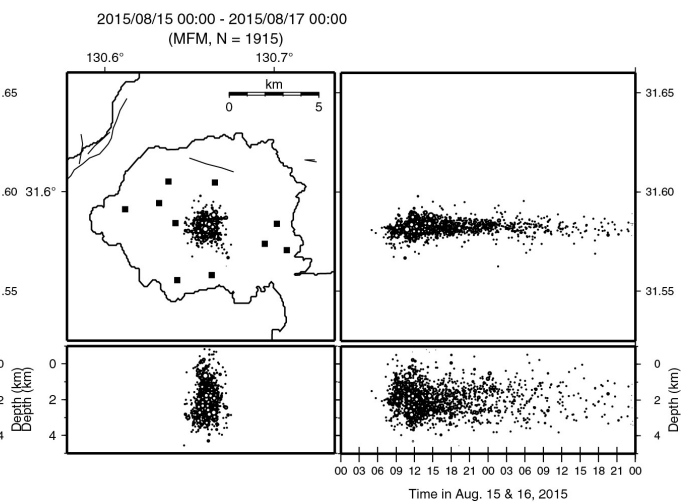 2015/08/15 00:00 - 2015/08/17 00:00
(MFM, N = 1915)
130.6° 130.7°
km
0 5
.65 31.65
.60 31.6° 31.60
.55 31.55
0 0 0
Depth (km) Depth (km) 2 2 Depth (km)
4 4 4
00 03 06 09 12 15 18 21 00 03 06 09 12 15 18 21 00
Time in Aug. 15 & 16, 2015